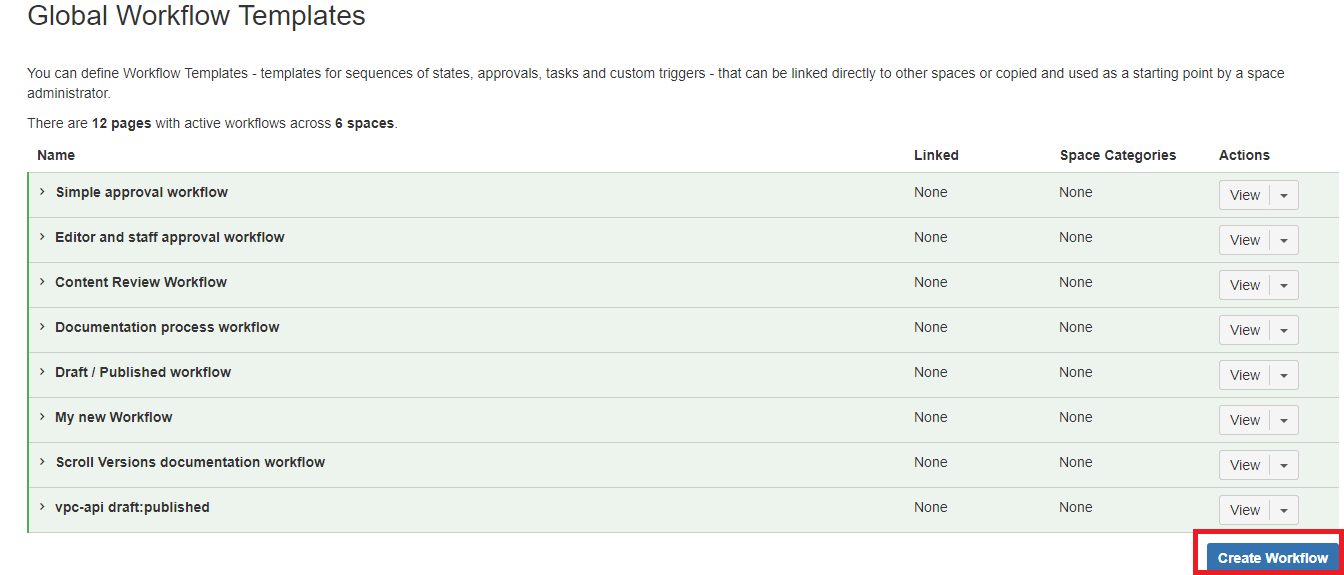 Global Workflow Templates
You can define Workflow Templates - templates for sequences of states, approvals, tasks and custom triggers - that can be linked directly to other spaces or copied and used as a starting point by a space
administrator.
There are 12 pages with active workflows across 6 spaces.
Name Linked Space Categories Actions
Simple approval workflow None None View
Editor and staff approval workflow None None View
Content Review Workflow None None View
Documentation process workflow None None View
Draft / Published workflow None None View
My new Workflow None None View
Scroll Versions documentation workflow None None View
vpc-api draft:published None None View
Create Workflow